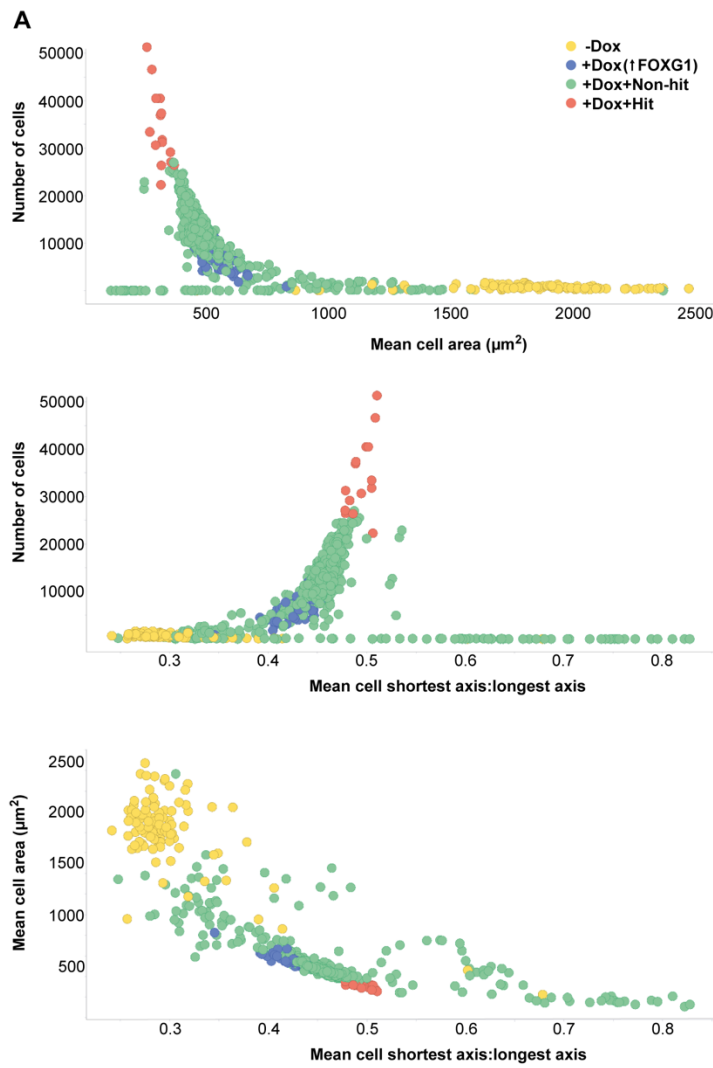 A
50000
40000
30000
20000
10000
Number of cells
-Dox
+Dox(↑FOXG1)
+Dox+Non-hit
+Dox+Hit
500 1000 1500 2000 2500
Mean cell area (µm²)
50000
40000
30000
20000
10000
Number of cells
0.3 0.4 0.5 0.6 0.7 0.8
Mean cell shortest axis:longest axis
2500
2000
1500
1000
500
Mean cell area (µm²)
0.3 0.4 0.5 0.6 0.7 0.8
Mean cell shortest axis:longest axis